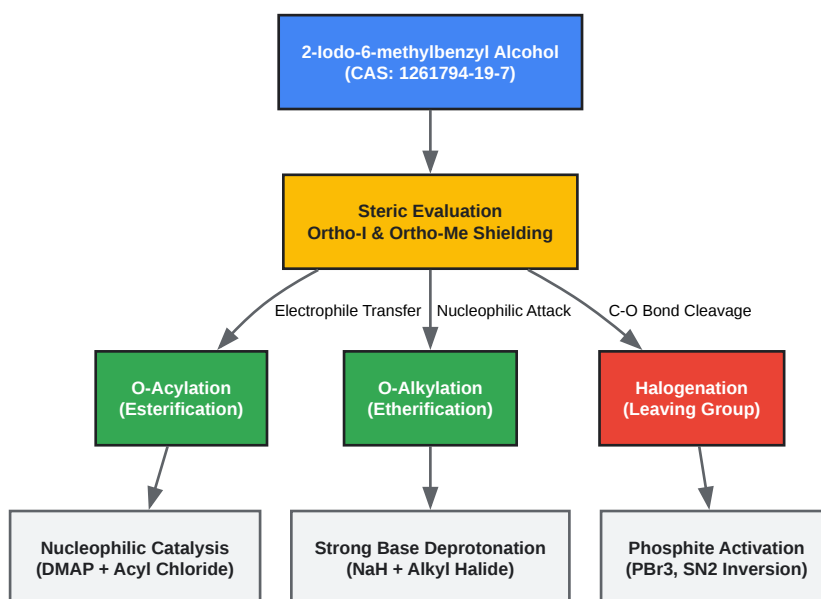 2-Iodo-6-methylbenzyl Alcohol
(CAS: 1261794-19-7)
Steric Evaluation
Ortho-I & Ortho-Me Shielding
Electrophile Transfer
Nucleophilic Attack
C-O Bond Cleavage
O-Acylation
(Esterification)
O-Alkylation
(Etherification)
Halogenation
(Leaving Group)
Nucleophilic Catalysis
(DMAP + Acyl Chloride)
Strong Base Deprotonation
(NaH + Alkyl Halide)
Phosphite Activation
(PBr3, SN2 Inversion)